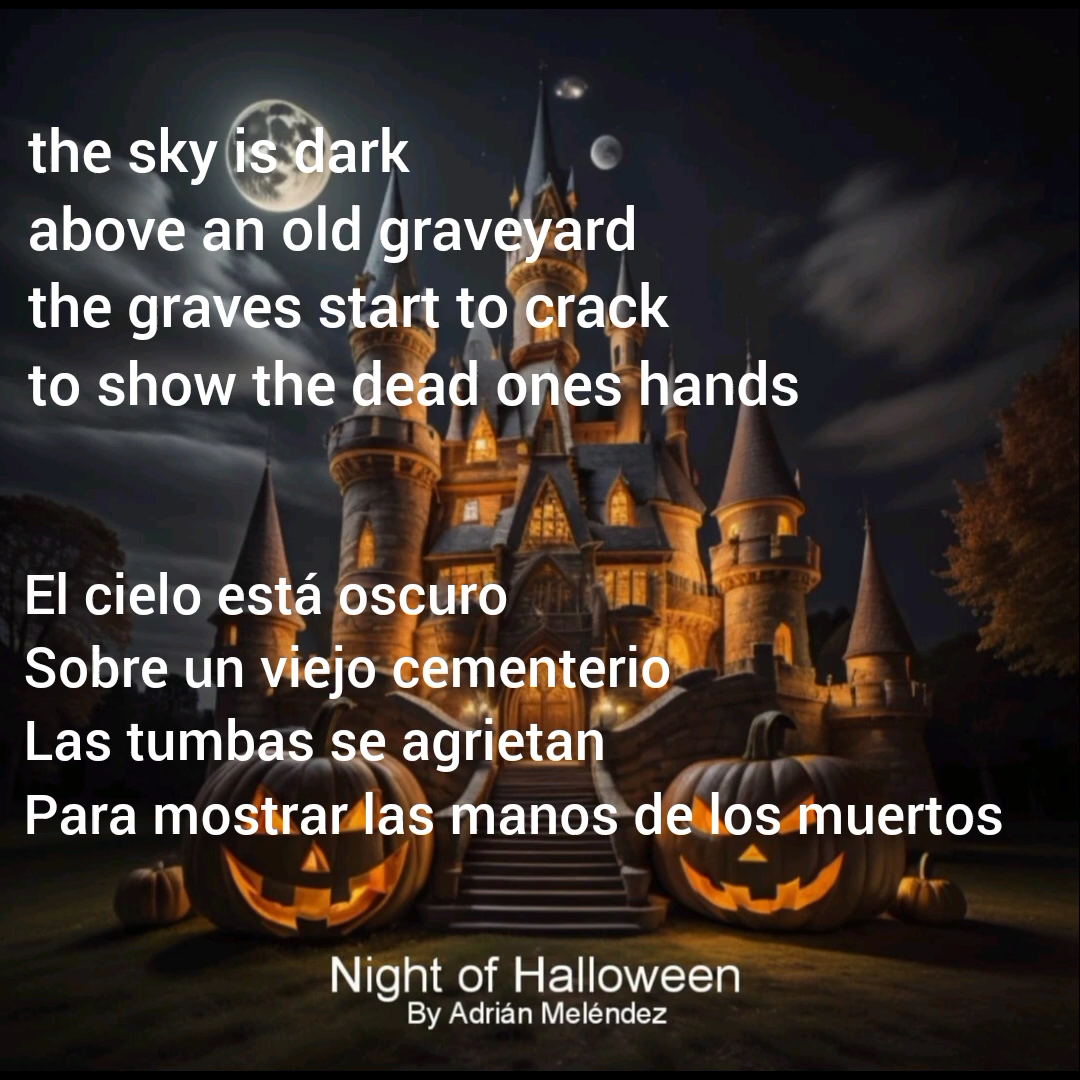 the sky is dark
above an old graveyard
the graves start to crack
to show the dead ones hands
El cielo está oscuro
Sobre un viejo cementerio
Las tumbas se agrietan
Para mostrar las manos de los muertos
Night of Halloween
By Adrián Meléndez